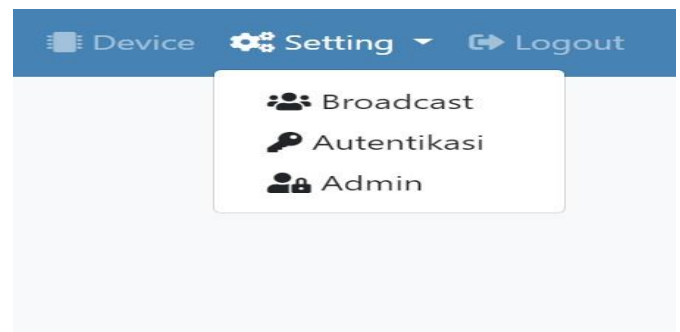 Device Setting Logout
Broadcast
Autentikasi
Admin